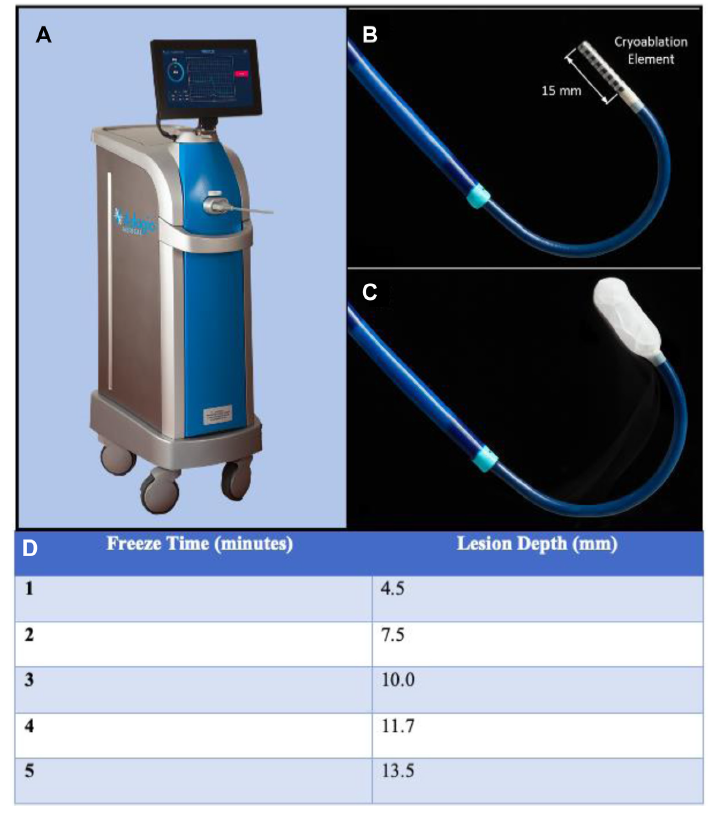 A
B
Cryoablation
Element
15 mm
C
D
Freeze Time (minutes) Lesion Depth (mm)
1 4.5
2 7.5
3 10.0
4 11.7
5 13.5